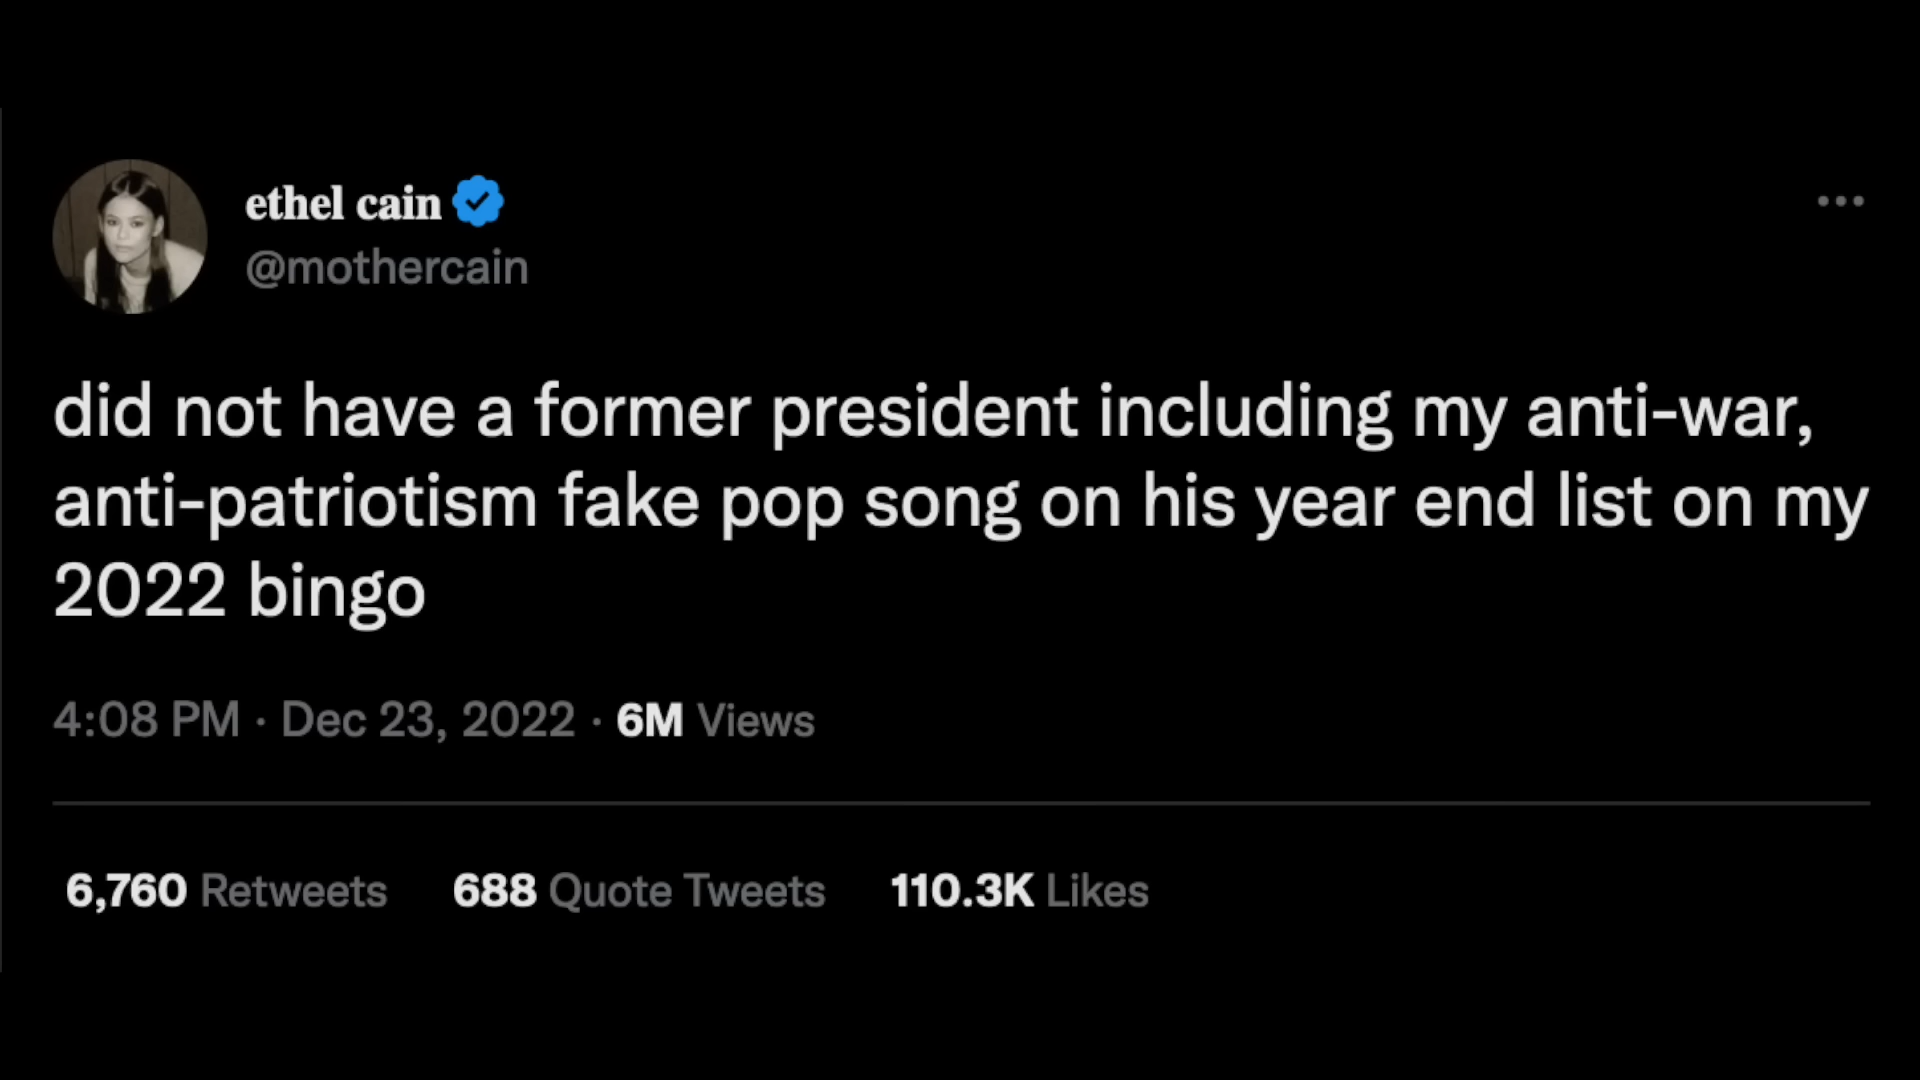 ethel cain
@mothercain
did not have a former president including my anti-war,
anti-patriotism fake pop song on his year end list on my
2022 bingo
4:08 PM · Dec 23, 2022 · 6M Views
6,760 Retweets 688 Quote Tweets 110.3K Likes